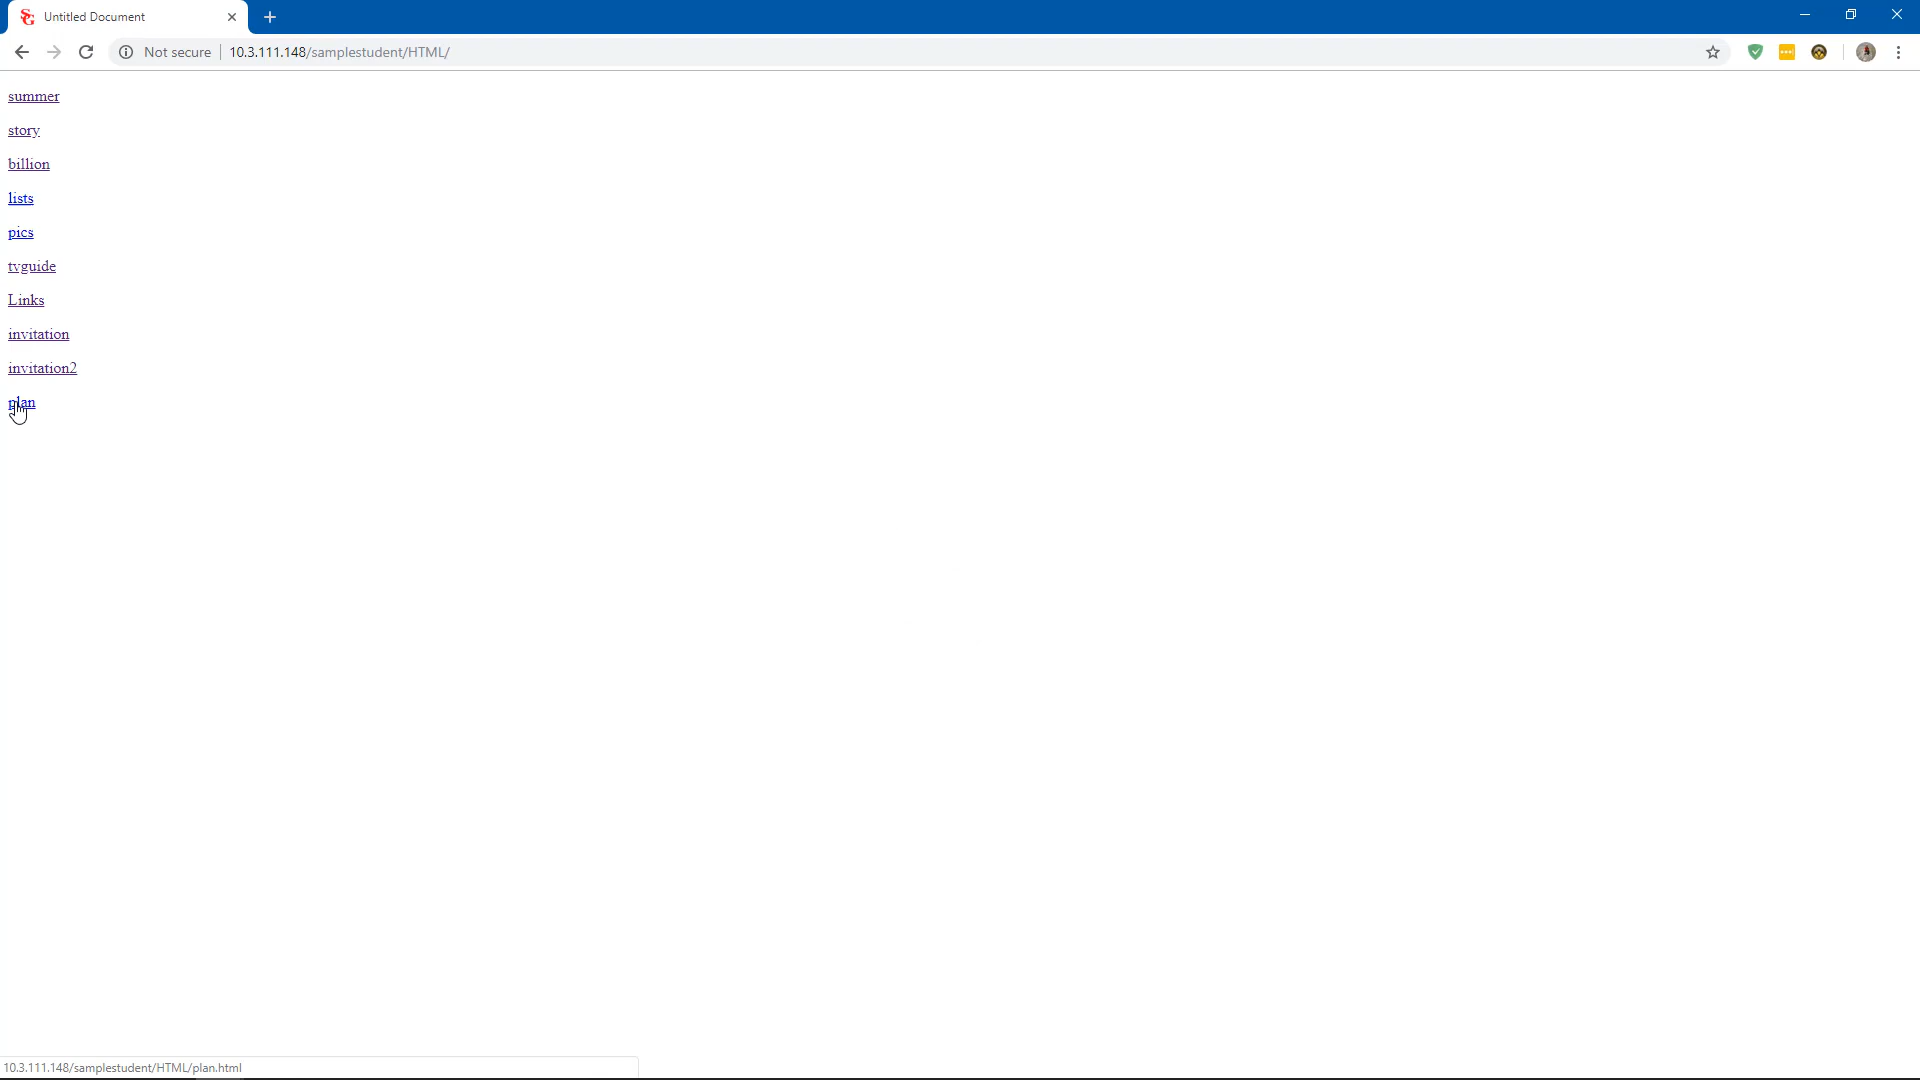 SG Untitled Document
Not secure 10.3.111.148/samplestudent/HTML/
summer
story
billion
lists
pics
tvguide
Links
invitation
invitation2
plan
10.3.111.148/samplestudent/HTML/plan.html